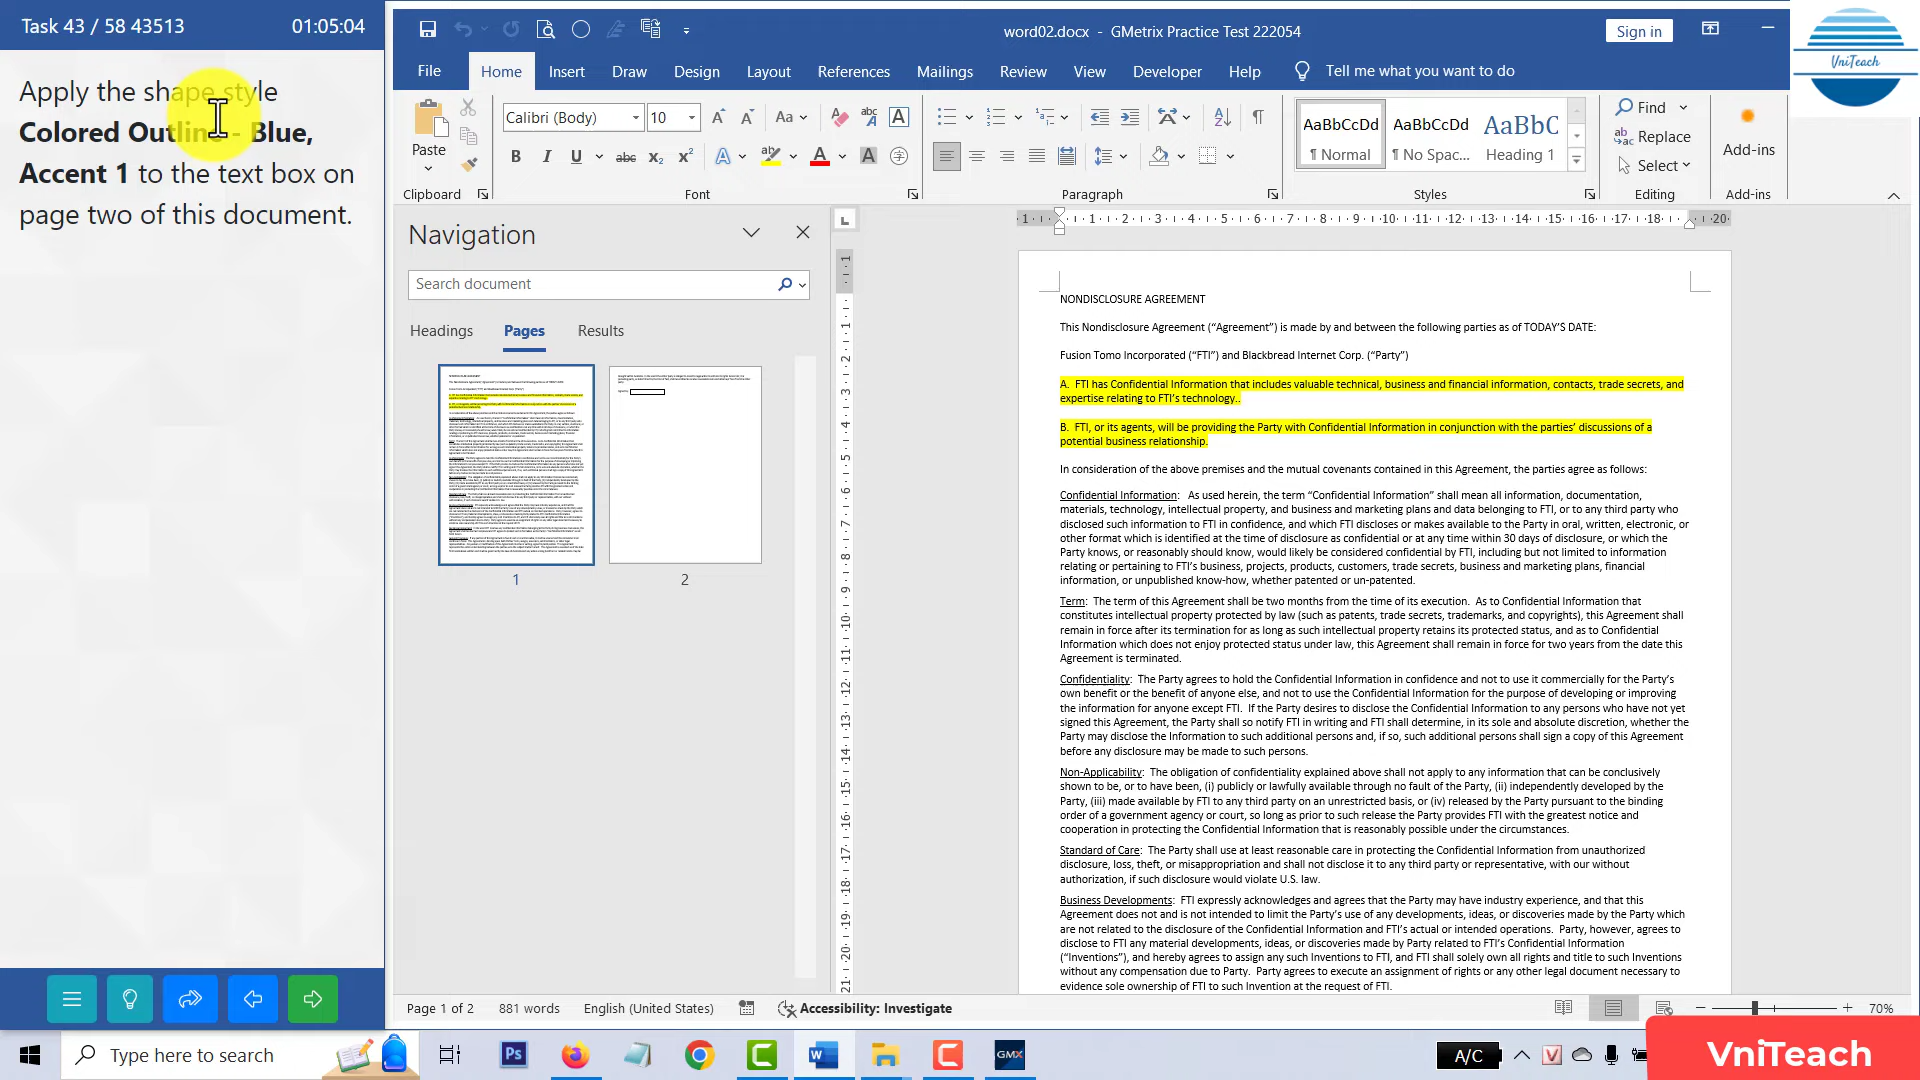 Task 43 / 58 43513
01:05:04
Apply the shape style
Colored Outline - Blue,
Accent 1 to the text box on
page two of this document.
word02.docx - GMetrix Practice Test 222054
Sign in
VniTeach
File
Home
Insert
Draw
Design
Layout
References
Mailings
Review
View
Developer
Help
Tell me what you want to do
Paste
Clipboard
Calibri (Body)
10
Font
Paragraph
AaBbCcDd
¶ Normal
AaBbCcDd
¶ No Spac...
AaBbC
Heading 1
Styles
Find
Replace
Select
Editing
Add-ins
Add-ins
Navigation
Search document
Headings
Pages
Results
1
2
NONDISCLOSURE AGREEMENT
This Nondisclosure Agreement (“Agreement”) is made by and between the following parties as of TODAY’S DATE:
Fusion Tomo Incorporated (“FTI”) and Blackbread Internet Corp. (“Party”)
A. FTI has Confidential Information that includes valuable technical, business and financial information, contacts, trade secrets, and
expertise relating to FTI’s technology..
B. FTI, or its agents, will be providing the Party with Confidential Information in conjunction with the parties’ discussions of a
potential business relationship.
In consideration of the above premises and the mutual covenants contained in this Agreement, the parties agree as follows:
Confidential Information: As used herein, the term “Confidential Information” shall mean all information, documentation,
materials, technology, intellectual property, and business and marketing plans and data belonging to FTI, or to any third party who
disclosed such information to FTI in confidence, and which FTI discloses or makes available to the Party in oral, written, electronic, or
other format which is identified at the time of disclosure as confidential or at any time within 30 days of disclosure, or which the
Party knows, or reasonably should know, would likely be considered confidential by FTI, including but not limited to information
relating or pertaining to FTI’s business, projects, products, customers, trade secrets, business and marketing plans, financial
information, or unpublished know-how, whether patented or un-patented.
Term: The term of this Agreement shall be two months from the time of its execution. As to Confidential Information that
constitutes intellectual property protected by law (such as patents, trade secrets, trademarks, and copyrights), this Agreement shall
remain in force after its termination for as long as such intellectual property retains its protected status, and as to Confidential
Information which does not enjoy protected status under law, this Agreement shall remain in force for two years from the date this
Agreement is terminated.
Confidentiality: The Party agrees to hold the Confidential Information in confidence and not to use it commercially for the Party’s
own benefit or the benefit of anyone else, and not to use the Confidential Information for the purpose of developing or improving
the information for anyone except FTI. If the Party desires to disclose the Confidential Information to any persons who have not yet
signed this Agreement, the Party shall so notify FTI in writing and FTI shall determine, in its sole and absolute discretion, whether the
Party may disclose the Information to such additional persons and, if so, such additional persons shall sign a copy of this Agreement
before any disclosure may be made to such persons.
Non-Applicability: The obligation of confidentiality explained above shall not apply to any information that can be conclusively
shown to be, or to have been, (i) publicly or lawfully available through no fault of the Party, (ii) independently developed by the
Party, (iii) made available by FTI to any third party on an unrestricted basis, or (iv) released by the Party pursuant to the binding
order of a government agency or court, so long as prior to such release the Party provides FTI with the greatest notice and
cooperation in protecting the Confidential Information that is reasonably possible under the circumstances.
Standard of Care: The Party shall use at least reasonable care in protecting the Confidential Information from unauthorized
disclosure, loss, theft, or misappropriation and shall not disclose it to any third party or representative, with our without
authorization, if such disclosure would violate U.S. law.
Business Developments: FTI expressly acknowledges and agrees that the Party may have industry experience, and that this
Agreement does not and is not intended to limit the Party’s use of any developments, ideas, or discoveries made by the Party which
are not related to the disclosure of the Confidential Information and FTI’s actual or intended operations. Party, however, agrees to
disclose to FTI any material developments, ideas, or discoveries made by Party related to FTI’s Confidential Information
(“Inventions”), and hereby agrees to assign any such Inventions to FTI, and FTI shall solely own all rights and title to such Inventions
without any compensation due to Party. Party agrees to execute an assignment of rights or any other legal document necessary to
evidence sole ownership of FTI to such Invention at the request of FTI.
Page 1 of 2
881 words
English (United States)
Accessibility: Investigate
70%
Type here to search
Ps
W
GMX
A/C
VniTeach